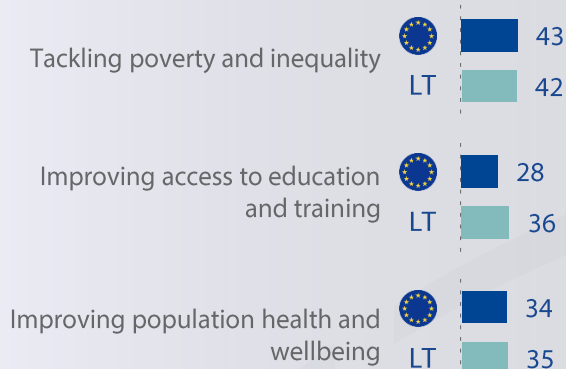 43
Tackling poverty and inequality
LT 42
Improving access to education 28
and training
LT 36
34
Improving population health and
wellbeing
LT 35